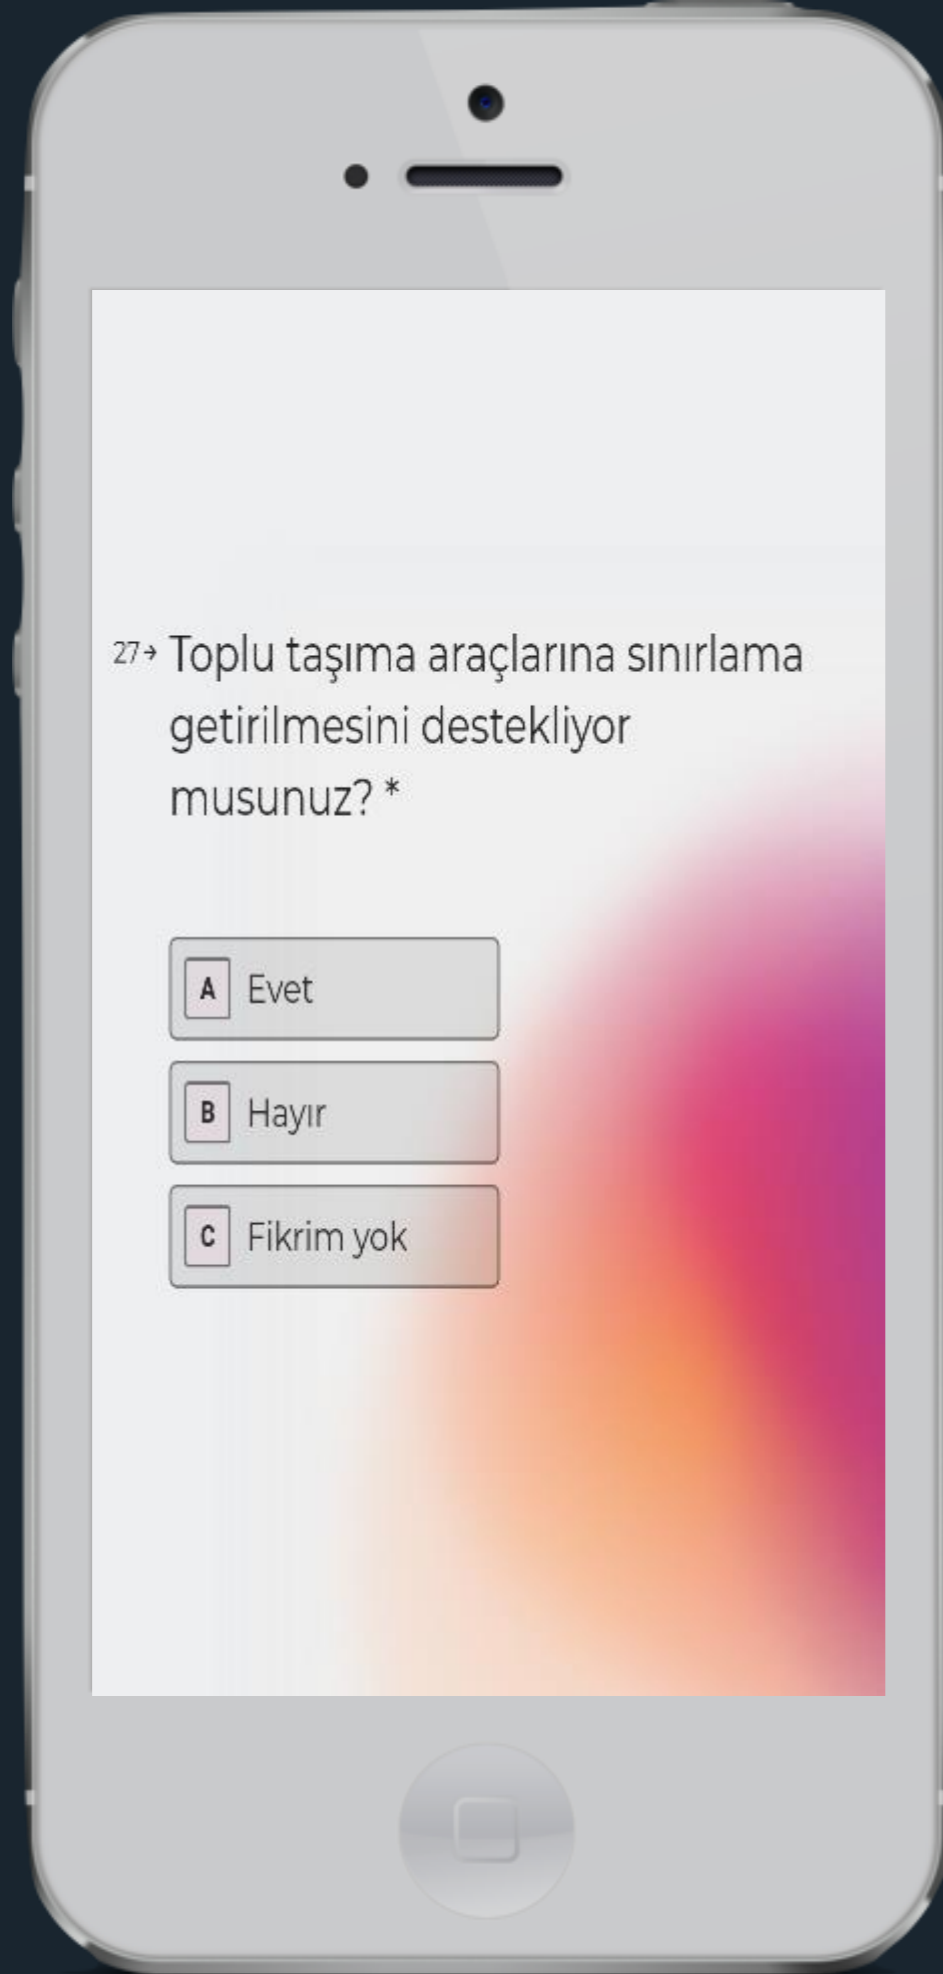 27→ Toplu taşıma araçlarına sınırlama
getirilmesini destekliyor
musunuz? *
A Evet
B Hayır
C Fikrim yok